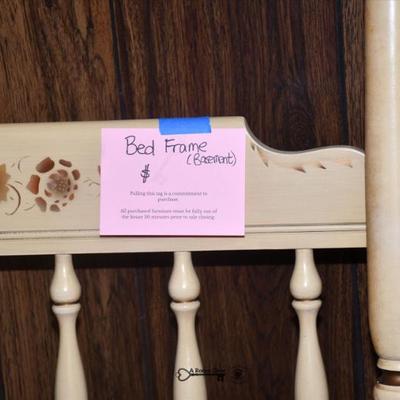 Bed Frame
(Basement)
$
Pulling this tag is a commitment to
purchase.
All purchased furniture must be fully out of
the house 30 minutes prior to sale closing.